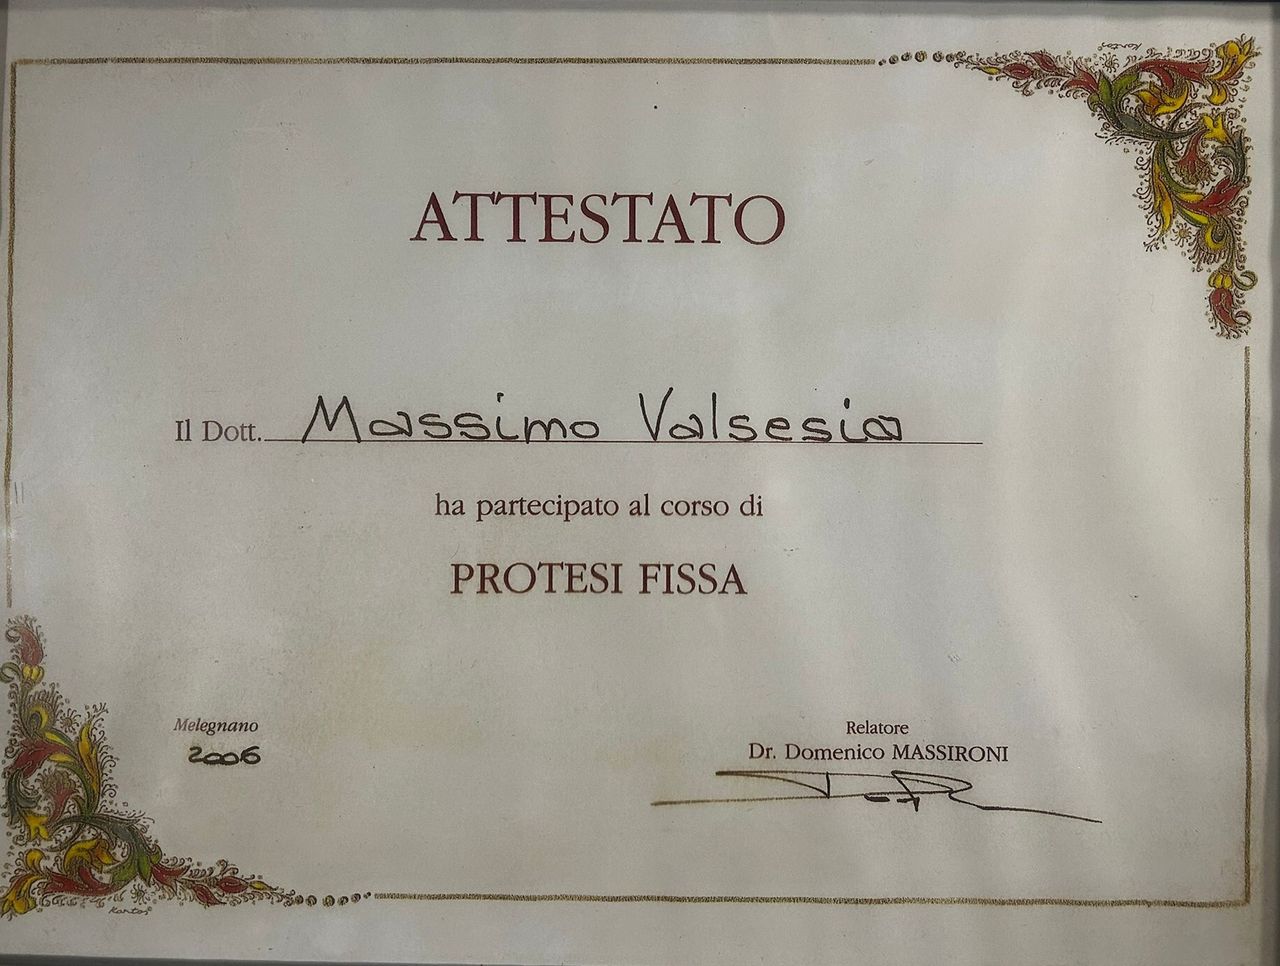 ATTESTATO
Il Dott. Massimo Valsesia
ha partecipato al corso di
PROTESI FISSA
Melegnano
2006
Relatore
Dr. Domenico MASSIRONI